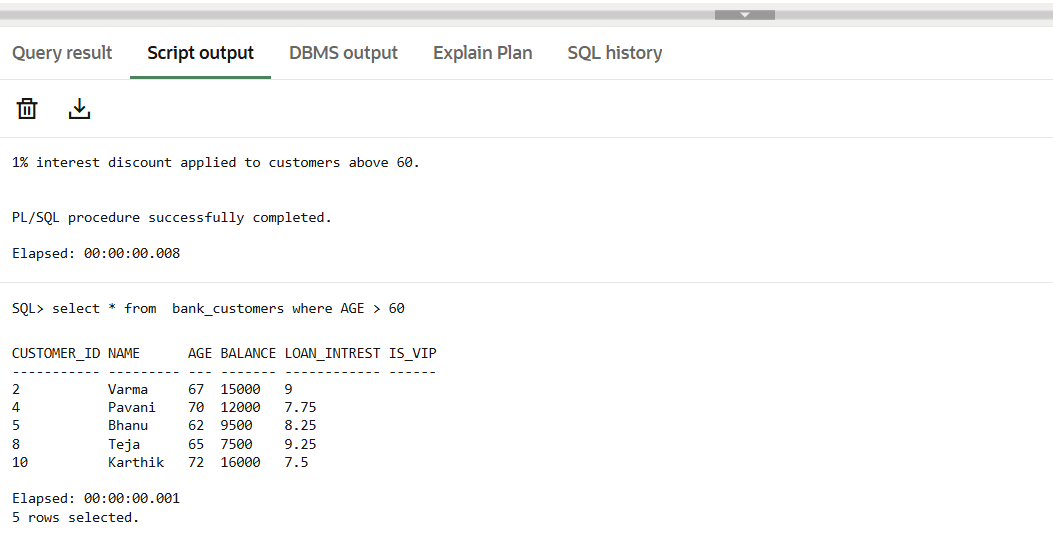 Query result Script output DBMS output Explain Plan SQL history
1% interest discount applied to customers above 60.
PL/SQL procedure successfully completed.
Elapsed: 00:00:00.008
SQL> select * from  bank_customers where AGE > 60
CUSTOMER_ID NAME      AGE BALANCE LOAN_INTREST IS_VIP
----------- --------- --- ------- ------------ ------
2           Varma     67  15000   9
4           Pavani    70  12000   7.75
5           Bhanu     62  9500    8.25
8           Teja      65  7500    9.25
10          Karthik   72  16000   7.5
Elapsed: 00:00:00.001
5 rows selected.